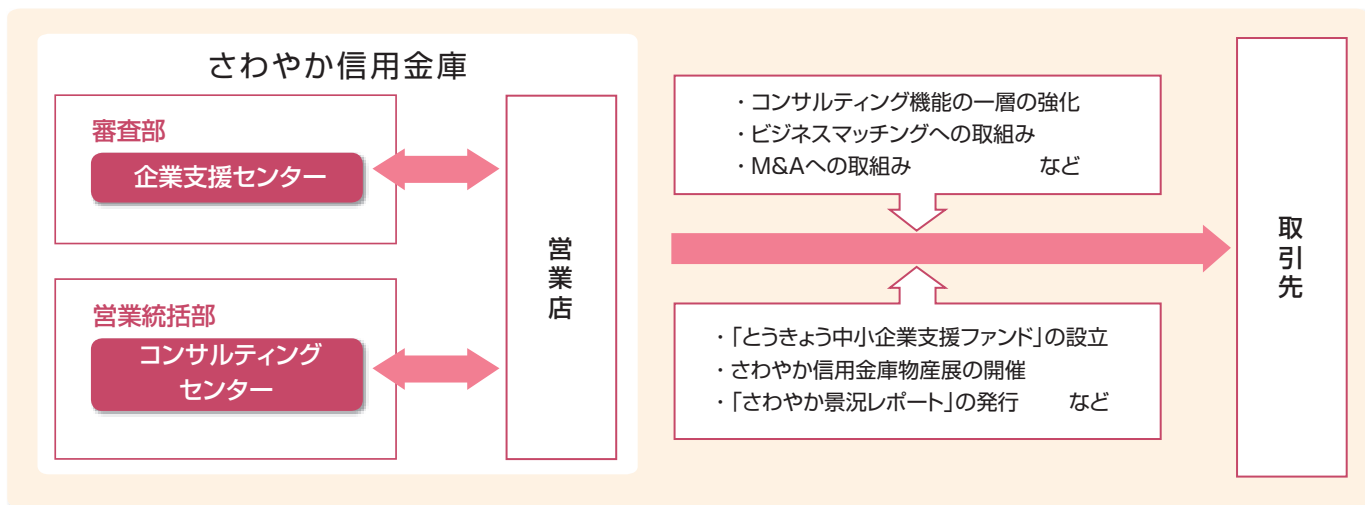 さわやか信用金庫
審査部
企業支援センター
営業統括部
コンサルティング
センター
営業店
・コンサルティング機能の一層の強化
・ビジネスマッチングへの取組み
・M&Aへの取組み など
・「とうきょう中小企業支援ファンド」の設立
・さわやか信用金庫物産展の開催
・「さわやか景況レポート」の発行 など
取引先